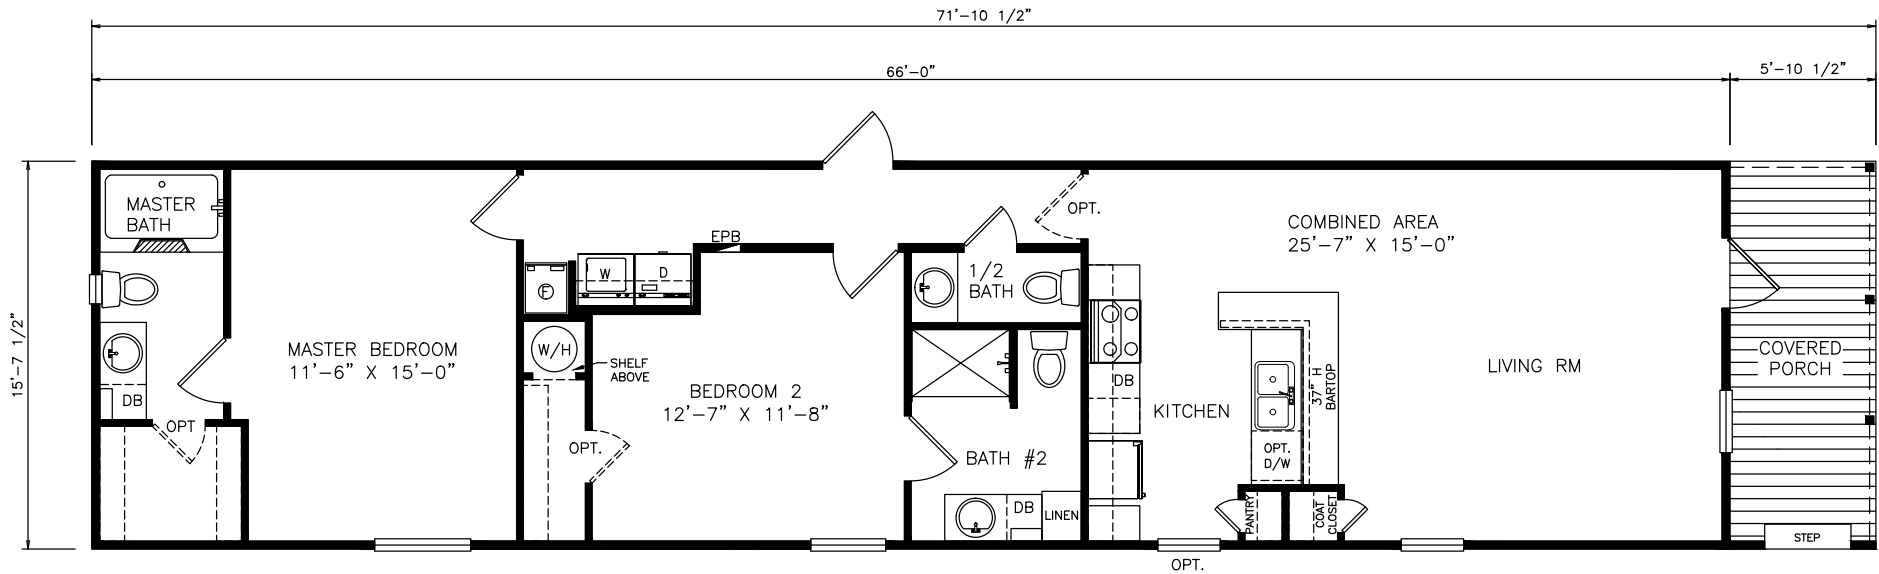 71'-10 1/2"
66'-0"
5'-10 1/2"
15'-7 1/2"
MASTER
BATH
DB
OPT
MASTER BEDROOM
11'-6" X 15'-0"
EPB
W
D
F
W/H
SHELF
ABOVE
OPT.
BEDROOM 2
12'-7" X 11'-8"
OPT.
1/2
BATH
BATH #2
DB
LINEN
DB
KITCHEN
37" H
BARTOP
OPT.
D/W
PANTRY
COAT
CLOSET
OPT.
COMBINED AREA
25'-7" X 15'-0"
LIVING RM
COVERED
PORCH
STEP